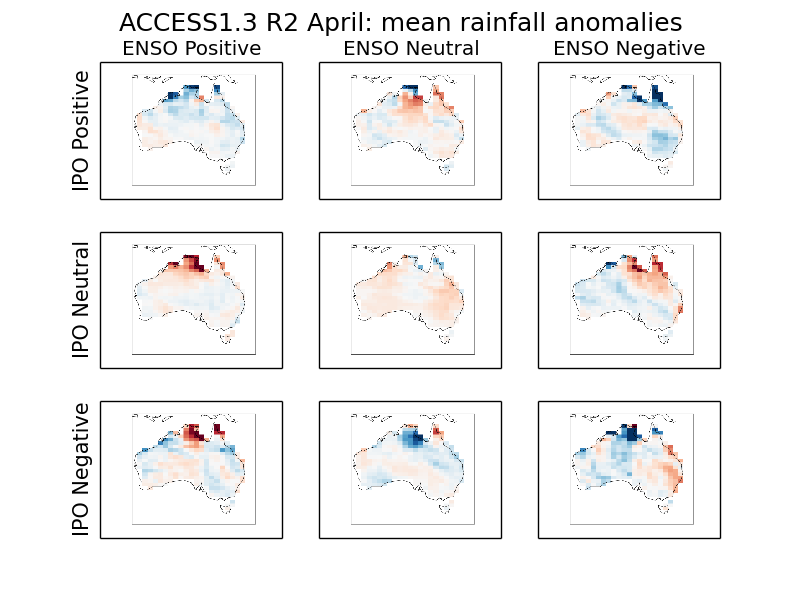 ACCESS1.3 R2 April: mean rainfall anomalies
ENSO Positive
ENSO Neutral
ENSO Negative
IPO Positive
IPO Neutral
IPO Negative